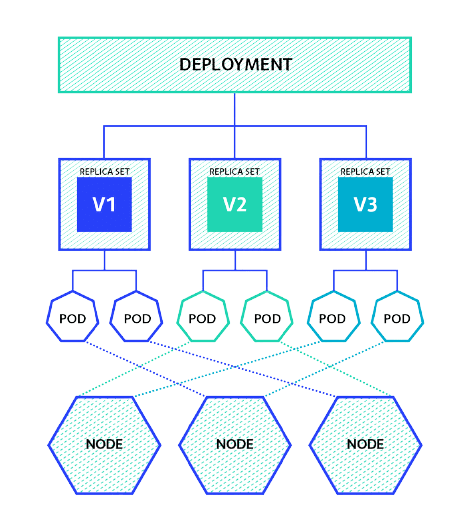 DEPLOYMENT
REPLICA SET REPLICA SET REPLICA SET
V1 V2 V3
POD POD POD POD POD POD
NODE NODE NODE